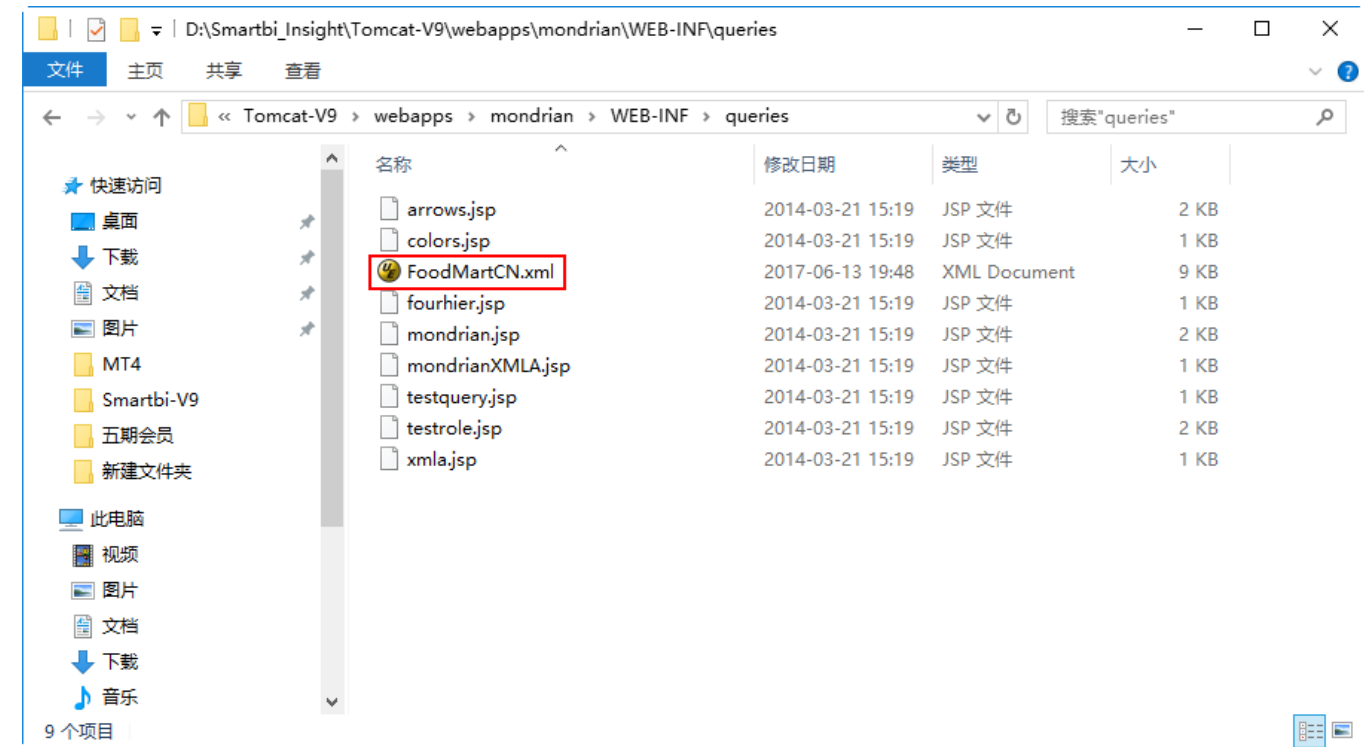 D:\Smartbi_Insight\Tomcat-V9\webapps\mondrian\WEB-INF\queries
文件 主页 共享 查看
« Tomcat-V9 › webapps › mondrian › WEB-INF › queries 搜索"queries"
名称 修改日期 类型 大小
快速访问
桌面
下载
文档
图片
MT4
Smartbi-V9
五期会员
新建文件夹
此电脑
视频
图片
文档
下载
音乐
arrows.jsp 2014-03-21 15:19 JSP 文件 2 KB
colors.jsp 2014-03-21 15:19 JSP 文件 1 KB
FoodMartCN.xml 2017-06-13 19:48 XML Document 9 KB
fourhier.jsp 2014-03-21 15:19 JSP 文件 1 KB
mondrian.jsp 2014-03-21 15:19 JSP 文件 2 KB
mondrianXMLA.jsp 2014-03-21 15:19 JSP 文件 1 KB
testquery.jsp 2014-03-21 15:19 JSP 文件 1 KB
testrole.jsp 2014-03-21 15:19 JSP 文件 2 KB
xmla.jsp 2014-03-21 15:19 JSP 文件 1 KB
9 个项目